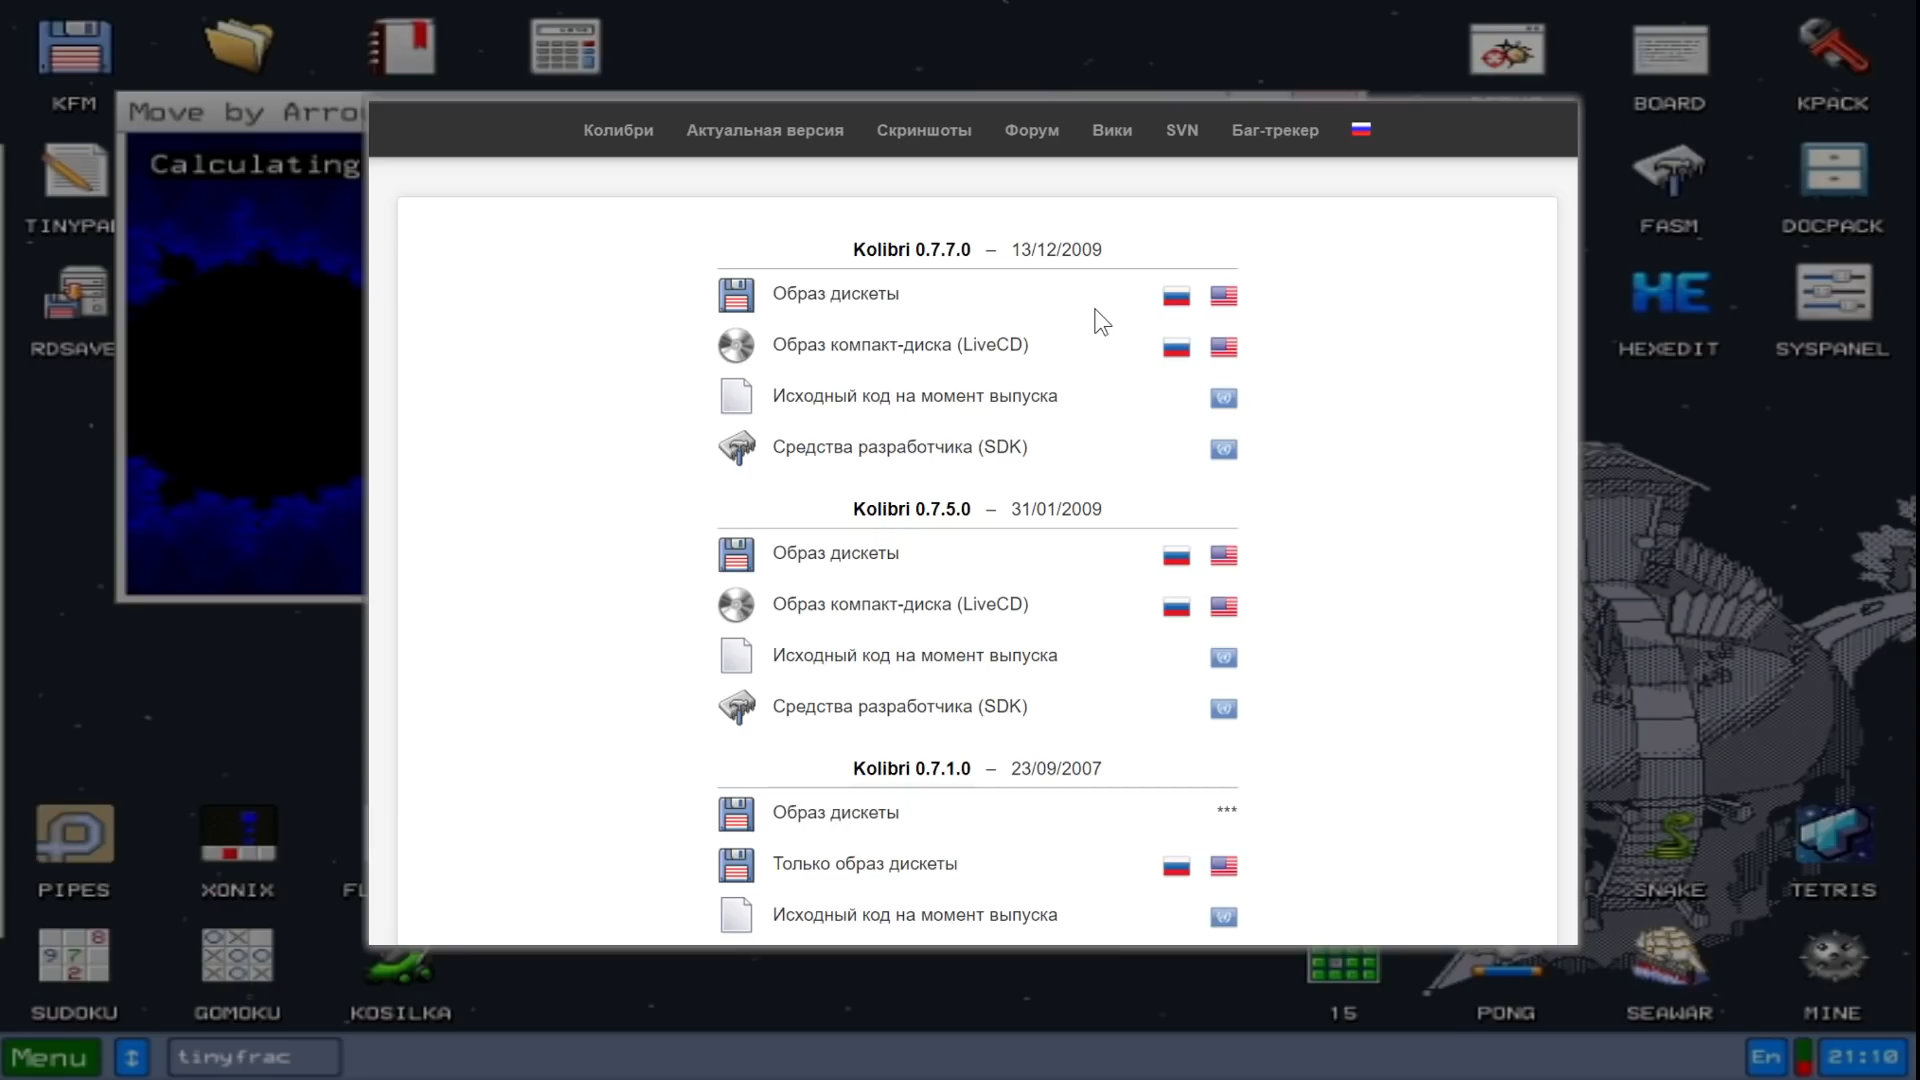 KFM
BOARD
KPACK
Move by Arro
Calculating
TINYPA
FASM
DOCPACK
RDSAVE
HEXEDIT
SYSPANEL
Колибри Актуальная версия Скриншоты Форум Вики SVN Баг-трекер
Kolibri 0.7.7.0 – 13/12/2009
Образ дискеты
Образ компакт-диска (LiveCD)
Исходный код на момент выпуска
Средства разработчика (SDK)
Kolibri 0.7.5.0 – 31/01/2009
Образ дискеты
Образ компакт-диска (LiveCD)
Исходный код на момент выпуска
Средства разработчика (SDK)
Kolibri 0.7.1.0 – 23/09/2007
Образ дискеты ***
Только образ дискеты
Исходный код на момент выпуска
HE
PIPES
XONIX
FL
SNAKE
TETRIS
SUDOKU
GOMOKU
KOSILKA
15
PONG
SEAWAR
MINE
Menu
tinyfrac
En
21:10